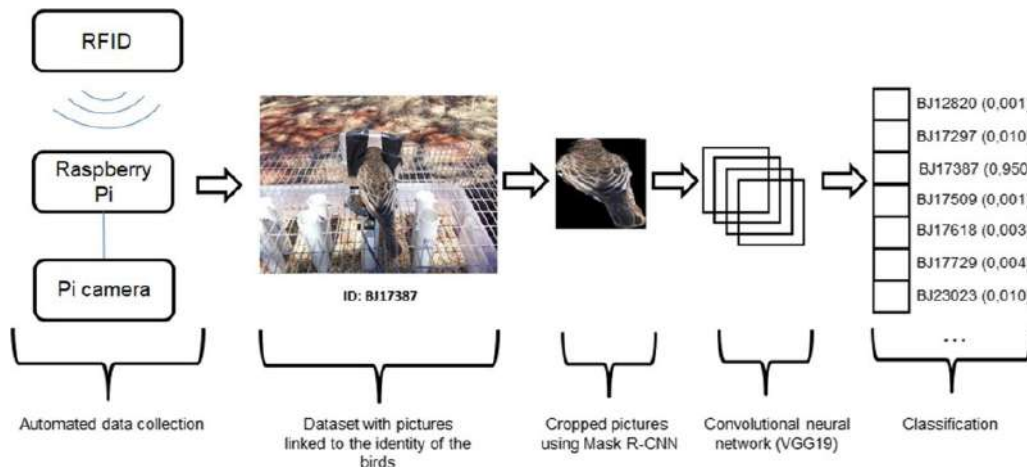 RFID
Raspberry
Pi
Pi camera
ID: BJ17387
BJ12820 (0,001)
BJ17297 (0,010)
BJ17387 (0,950
BJ17509 (0,001)
BJ17618 (0,003)
BJ17729 (0,004)
BJ23023 (0,010)
...
Automated data collection
Dataset with pictures
linked to the identity of the
birds
Cropped pictures
using Mask R-CNN
Convolutional neural
network (VGG19)
Classification